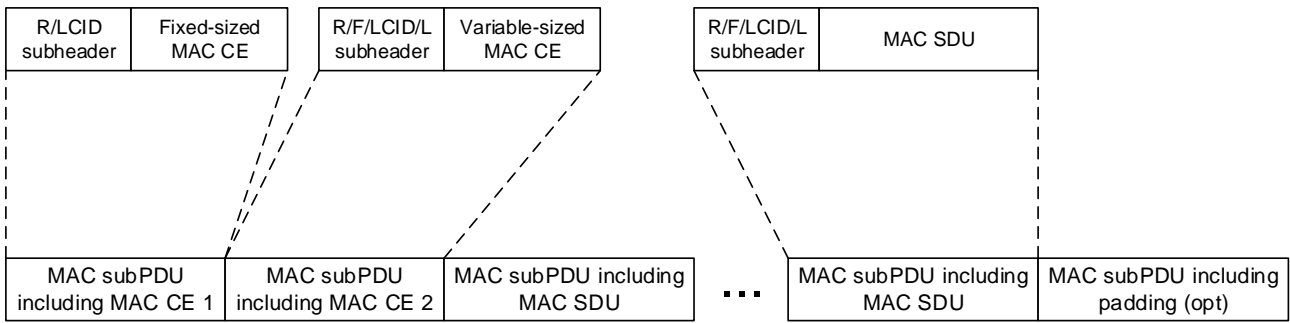 R/LCID
subheader
Fixed-sized
MAC CE
R/F/LCID/L
subheader
Variable-sized
MAC CE
R/F/LCID/L
subheader
MAC SDU
MAC subPDU
including MAC CE 1
MAC subPDU
including MAC CE 2
MAC subPDU including
MAC SDU
...
MAC subPDU including
MAC SDU
MAC subPDU including
padding (opt)